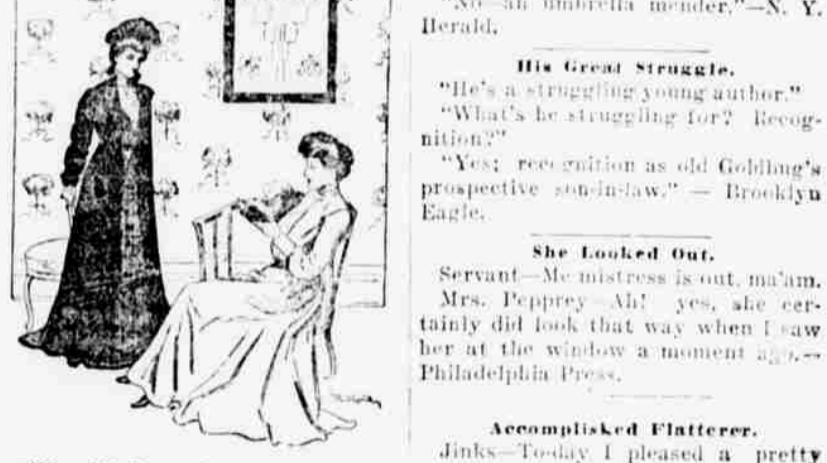 "No—an umbrella mender."—N. Y.
Herald.
His Great Struggle.
"He's a struggling young author."
"What's he struggling for? Recog-
nition?"
"Yes; recognition as old Goldbug's
prospective son-in-law." — Brooklyn
Eagle.
She Looked Out.
Servant—Me mistress is out, ma'am.
Mrs. Pepprey—Ah! yes, she cer-
tainly did look that way when I saw
her at the window a moment ago.—
Philadelphia Press.
Accomplisked Flatterer.
Jinks—To-day I pleased a pretty